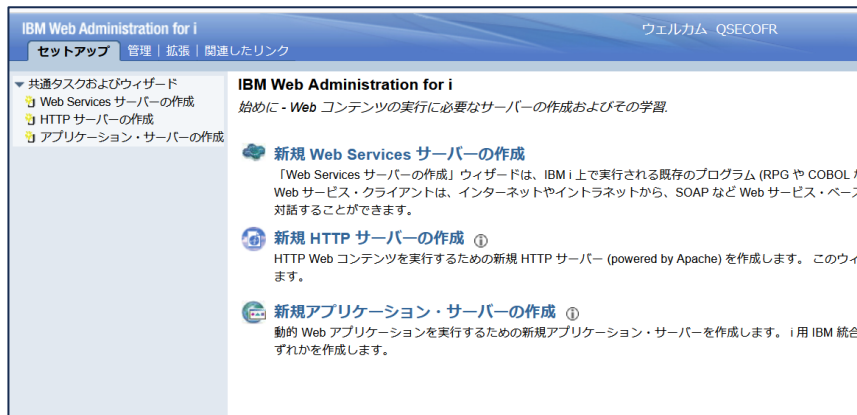 IBM Web Administration for i
ウェルカム QSECOFR
セットアップ 管理 | 拡張 | 関連したリンク
共通タスクおよびウィザード
Web Services サーバーの作成
HTTP サーバーの作成
アプリケーション・サーバーの作成
IBM Web Administration for i
始めに - Web コンテンツの実行に必要なサーバーの作成およびその学習.
新規 Web Services サーバーの作成
「Web Services サーバーの作成」ウィザードは、IBM i 上で実行される既存のプログラム (RPG や COBOL
Web サービス・クライアントは、インターネットやイントラネットから、SOAP など Web サービス・ベース
対話することができます。
新規 HTTP サーバーの作成
HTTP Web コンテンツを実行するための新規 HTTP サーバー (powered by Apache) を作成します。 このウィ
ます。
新規アプリケーション・サーバーの作成
動的 Web アプリケーションを実行するための新規アプリケーション・サーバーを作成します。 i 用 IBM 統合
ずれかを作成します。